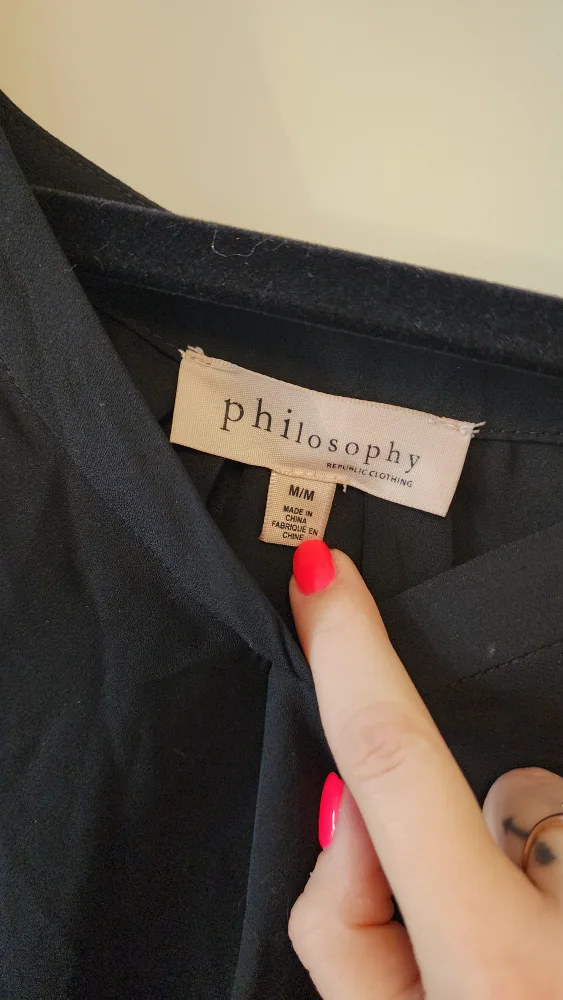 philosophy
REPUBLIC CLOTHING
M/M
MADE IN
CHINA
FABRIQUÉ EN
CHINE